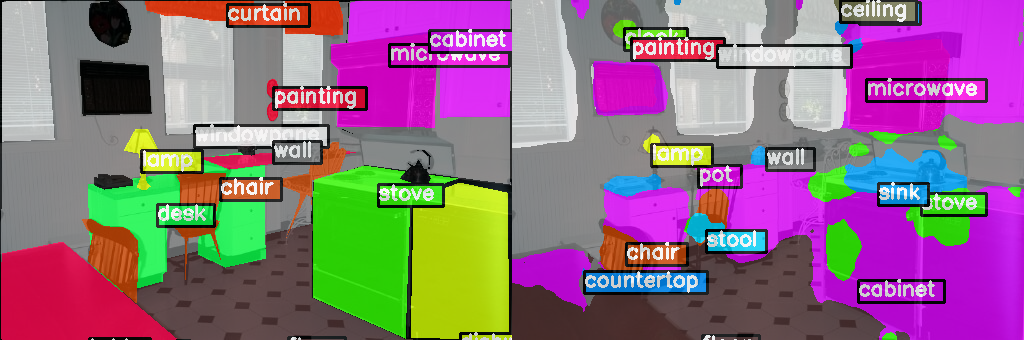 curtain
cabinet
microwave
painting
windowpane
wall
lamp
chair
stove
desk
ceiling
painting
windowpane
microwave
lamp
wall
pot
sink
stove
stool
chair
countertop
cabinet